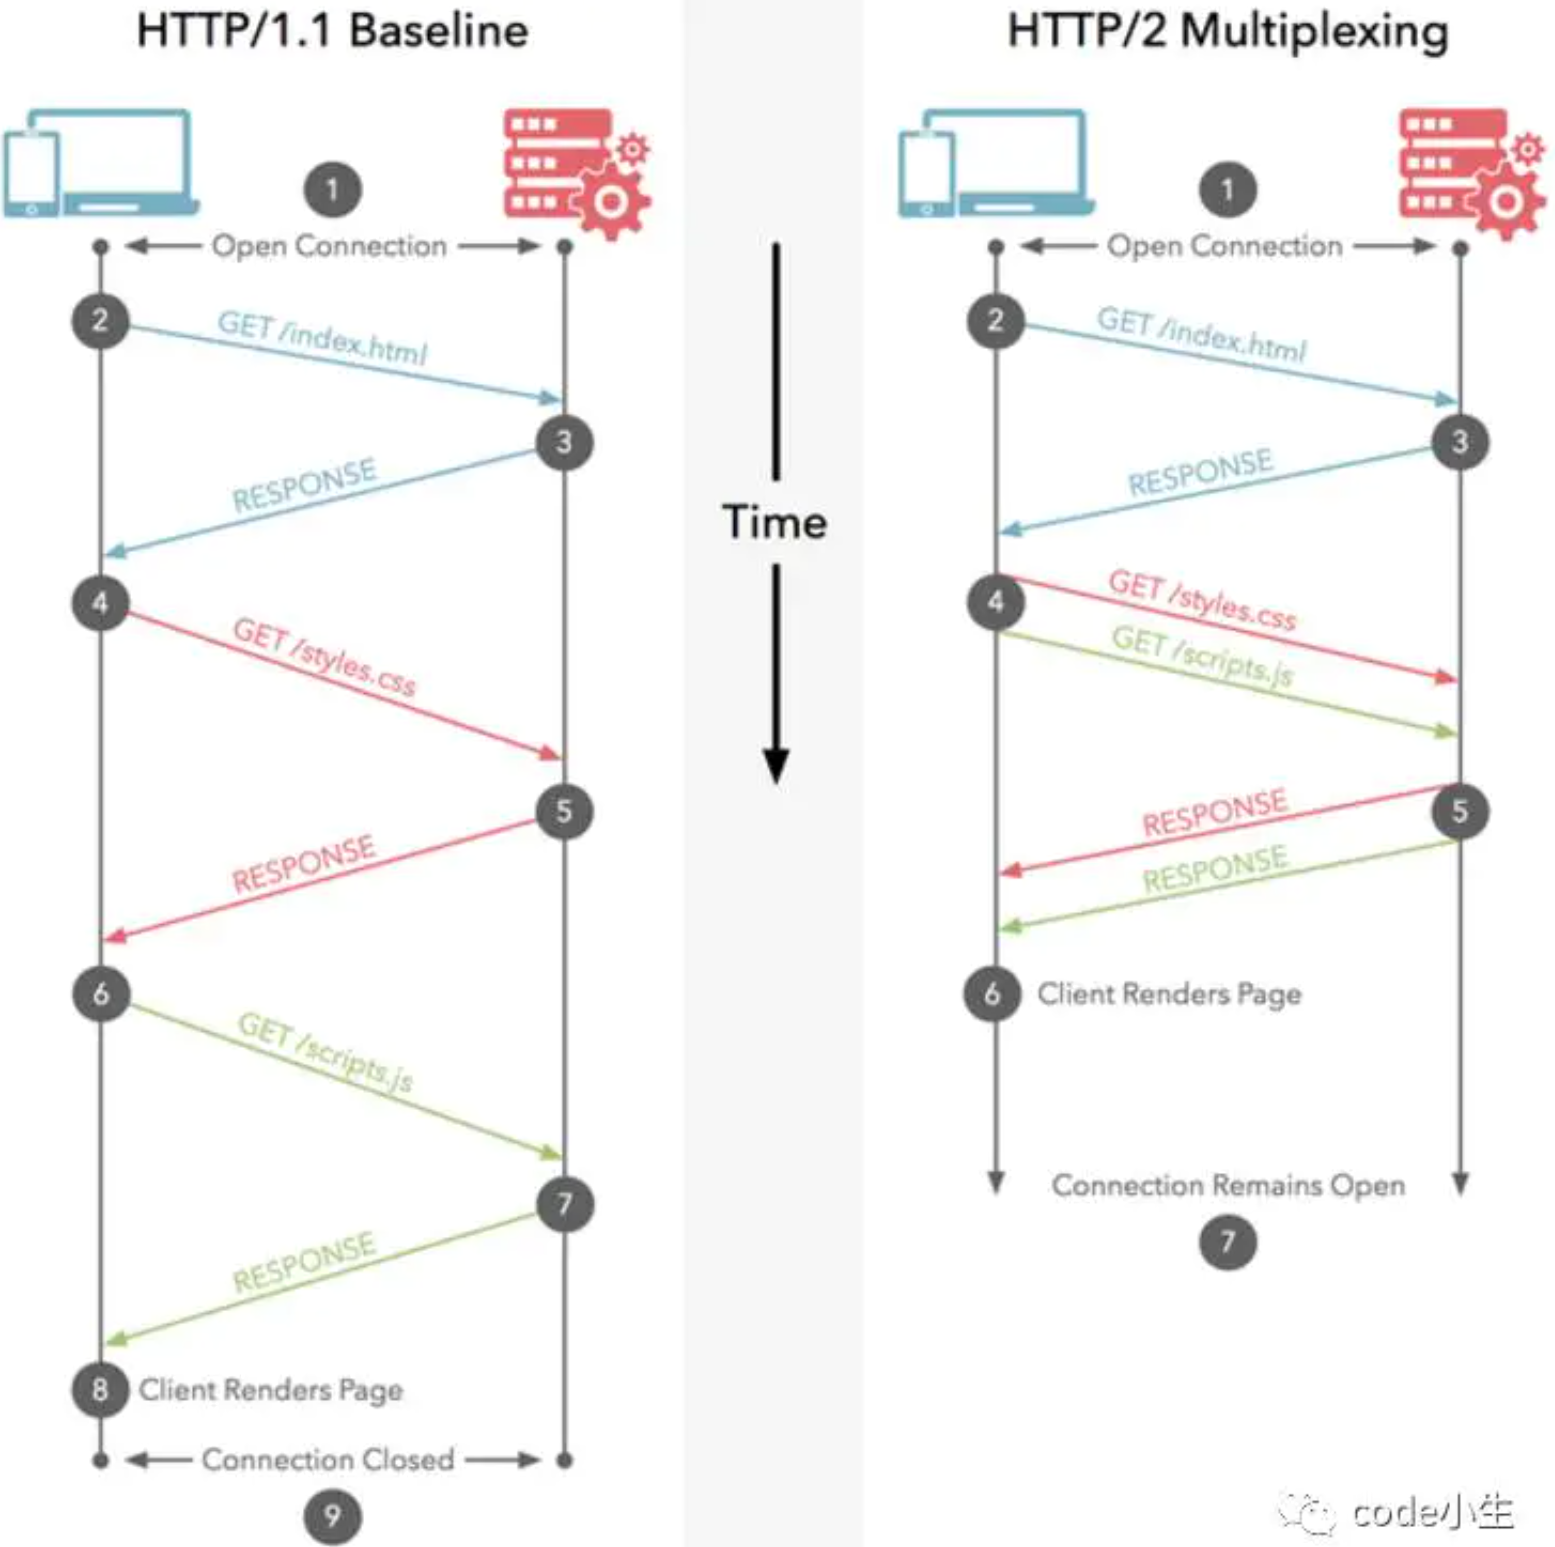 HTTP/1.1 Baseline
1
Open Connection
2
GET /index.html
3
RESPONSE
4
GET /styles.css
5
RESPONSE
6
GET /scripts.js
7
RESPONSE
8 Client Renders Page
Connection Closed
9
Time
HTTP/2 Multiplexing
1
Open Connection
2
GET /index.html
3
RESPONSE
4
GET /styles.css
GET /scripts.js
5
RESPONSE
RESPONSE
6 Client Renders Page
Connection Remains Open
7
code小生